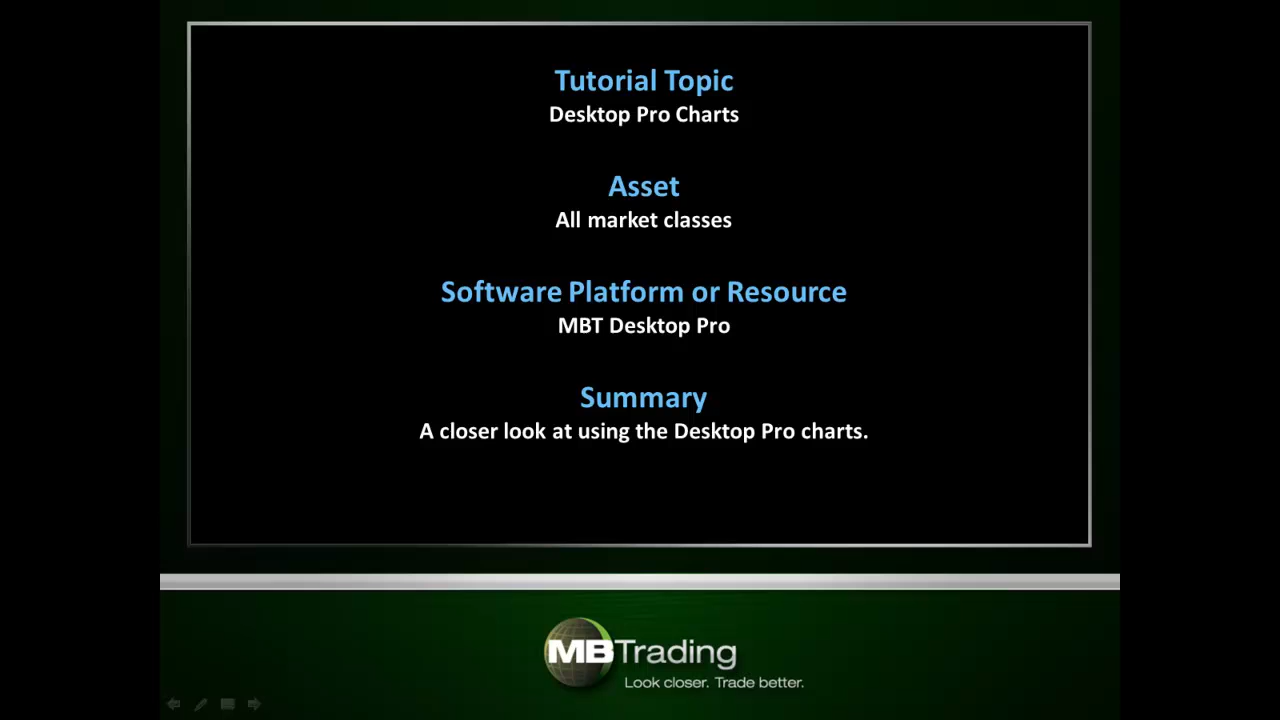 Tutorial Topic
Desktop Pro Charts
Asset
All market classes
Software Platform or Resource
MBT Desktop Pro
Summary
A closer look at using the Desktop Pro charts.
MBTrading
Look closer. Trade better.